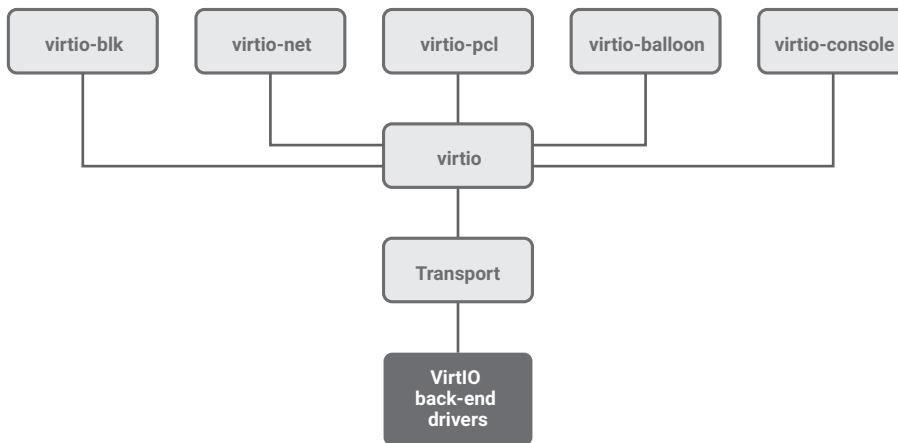 virtio-blk
virtio-net
virtio-pcl
virtio-balloon
virtio-console
virtio
Transport
VirtIO
back-end
drivers